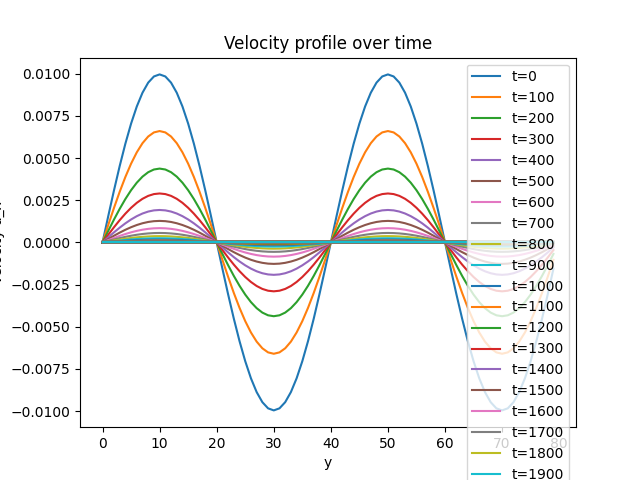 Velocity profile over time
0.0100
0.0075
0.0050
0.0025
0.0000
−0.0025
−0.0050
−0.0075
−0.0100
0 10 20 30 40 50 60 70 80
y
t=0
t=100
t=200
t=300
t=400
t=500
t=600
t=700
t=800
t=900
t=1000
t=1100
t=1200
t=1300
t=1400
t=1500
t=1600
t=1700
t=1800
t=1900